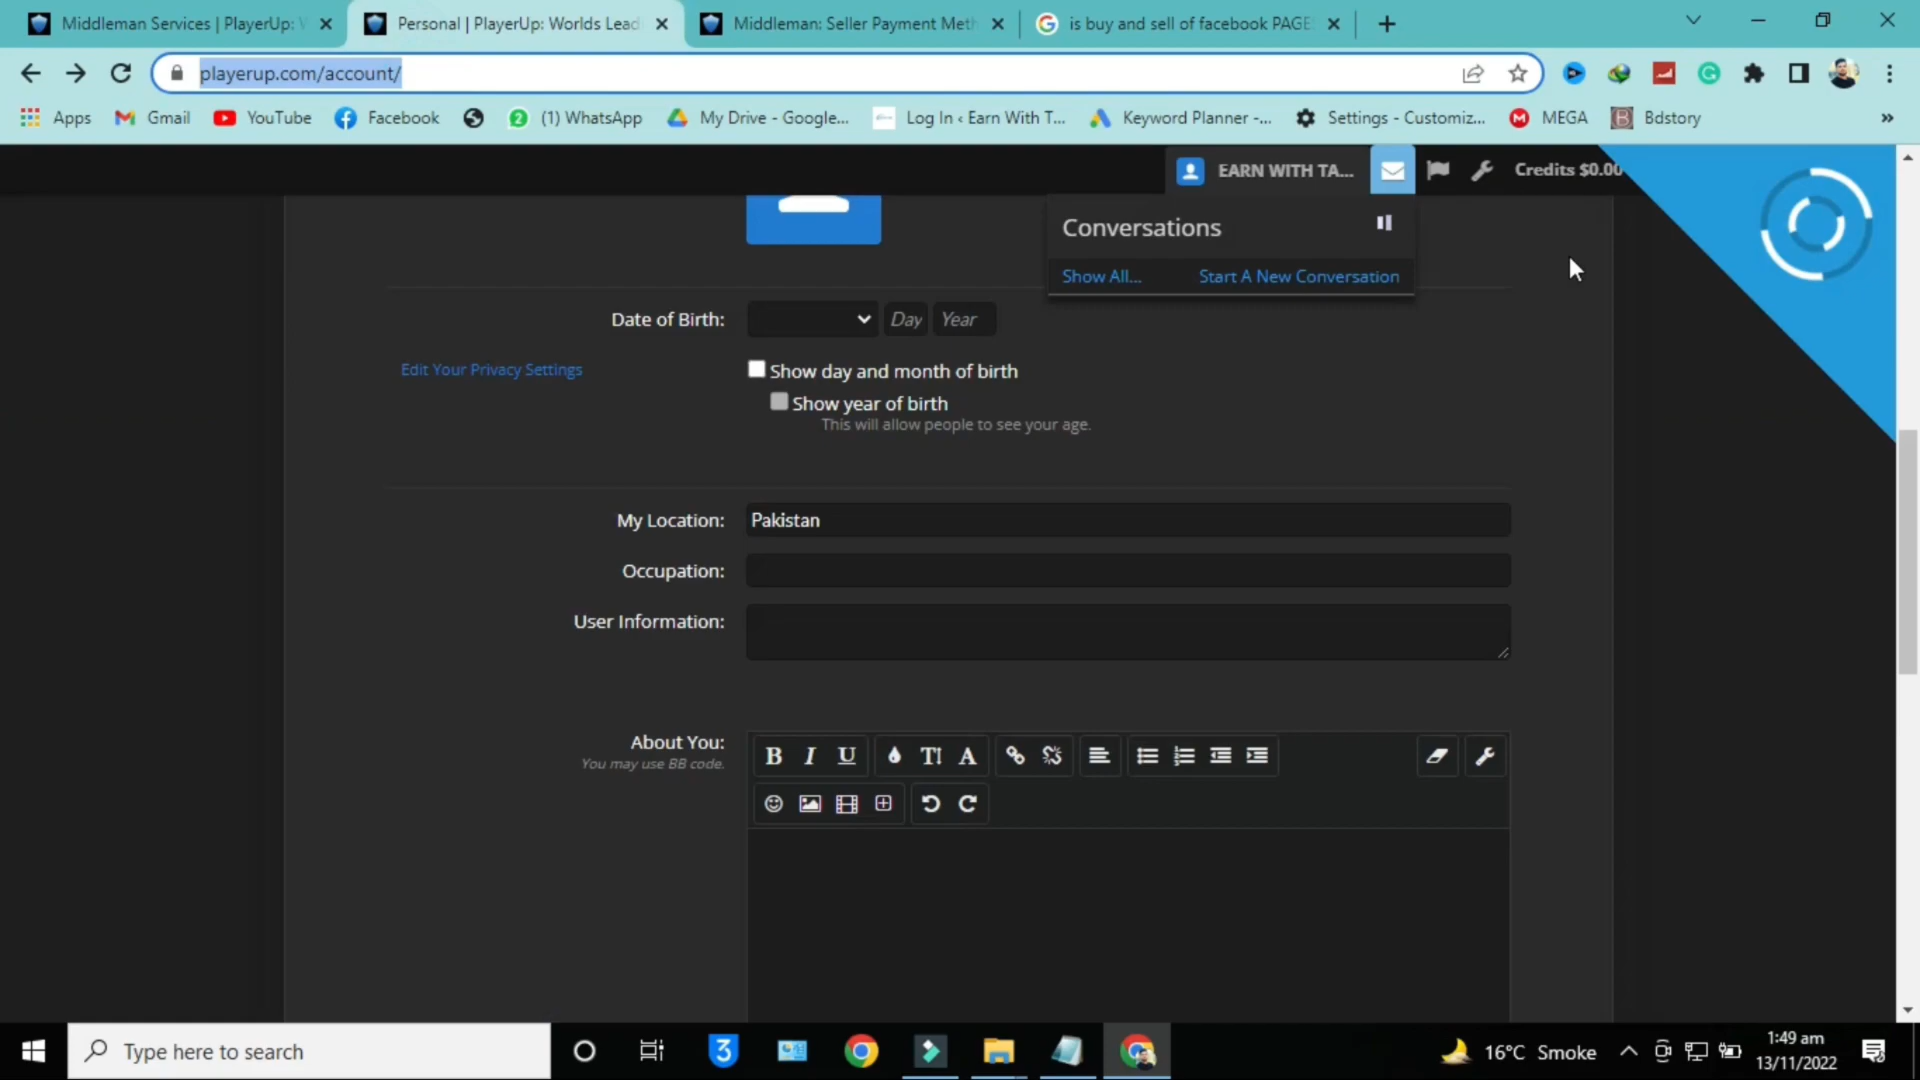 Middleman Services | PlayerUp: W
Personal | PlayerUp: Worlds Lead
Middleman: Seller Payment Meth
is buy and sell of facebook PAGE
playerup.com/account/
Apps
Gmail
YouTube
Facebook
(1) WhatsApp
My Drive - Google...
Log In ‹ Earn With T...
Keyword Planner -...
Settings - Customiz...
MEGA
Bdstory
»
EARN WITH TA...
Credits $0.00
Conversations
Show All...
Start A New Conversation
Date of Birth:
Day
Year
Edit Your Privacy Settings
Show day and month of birth
Show year of birth
This will allow people to see your age.
My Location:
Pakistan
Occupation:
User Information:
About You:
You may use BB code.
Type here to search
16°C Smoke
1:49 am
13/11/2022